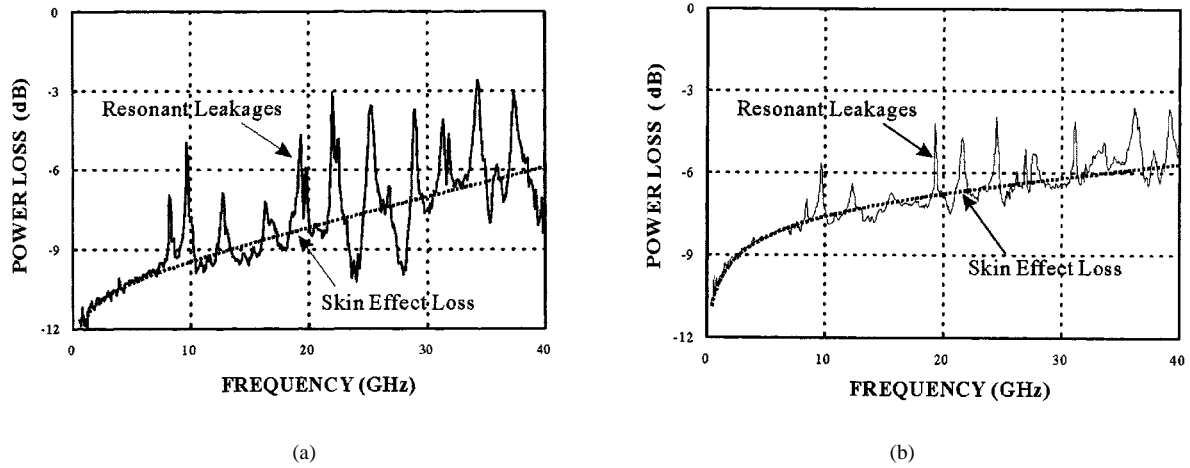 0
-3
-6
-9
-12
POWER LOSS (dB)
Resonant Leakages
Skin Effect Loss
0
10
20
30
40
FREQUENCY (GHz)
(a)
0
-3
-6
-9
-12
POWER LOSS (dB)
Resonant Leakages
Skin Effect Loss
0
10
20
30
40
FREQUENCY (GHz)
(b)